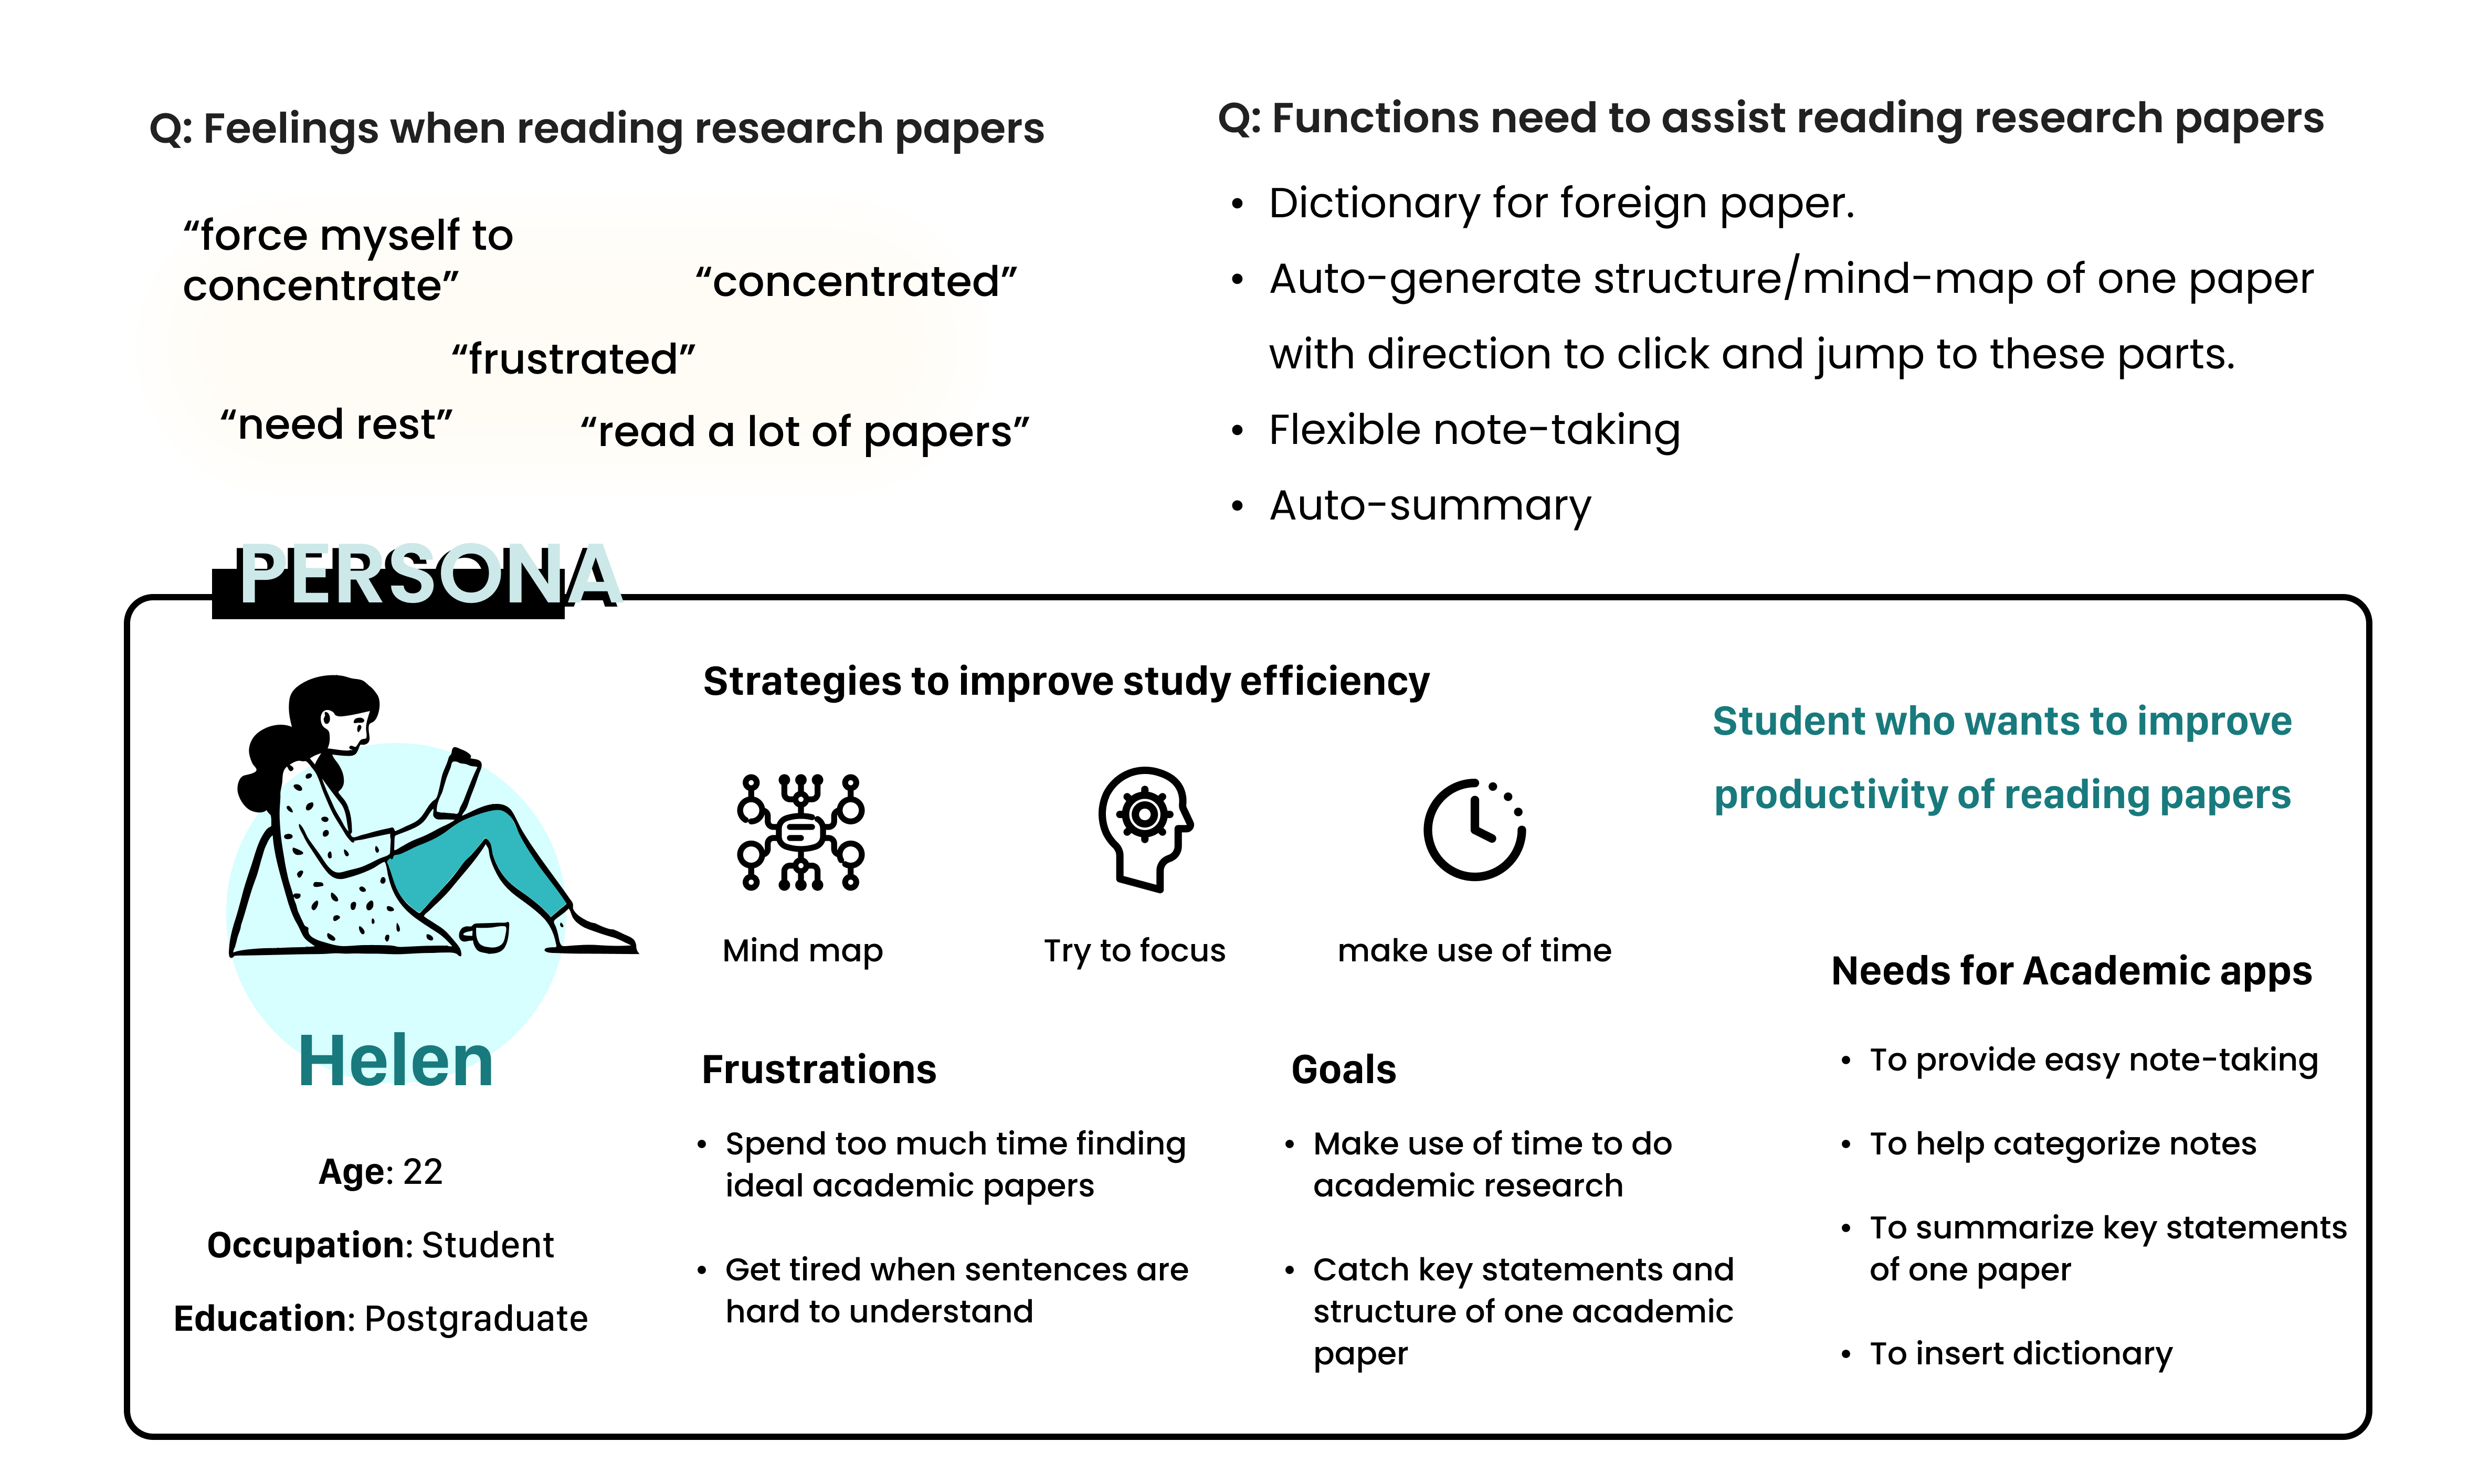 Q: Feelings when reading research papers
“force myself to
concentrate”
“concentrated”
“frustrated”
“need rest”
“read a lot of papers”
Q: Functions need to assist reading research papers
• Dictionary for foreign paper.
• Auto-generate structure/mind-map of one paper
with direction to click and jump to these parts.
• Flexible note-taking
• Auto-summary
PERSONA
Helen
Age: 22
Occupation: Student
Education: Postgraduate
Strategies to improve study efficiency
Mind map
Try to focus
make use of time
Student who wants to improve
productivity of reading papers
Frustrations
• Spend too much time finding
ideal academic papers
• Get tired when sentences are
hard to understand
Goals
• Make use of time to do
academic research
• Catch key statements and
structure of one academic
paper
Needs for Academic apps
• To provide easy note-taking
• To help categorize notes
• To summarize key statements
of one paper
• To insert dictionary